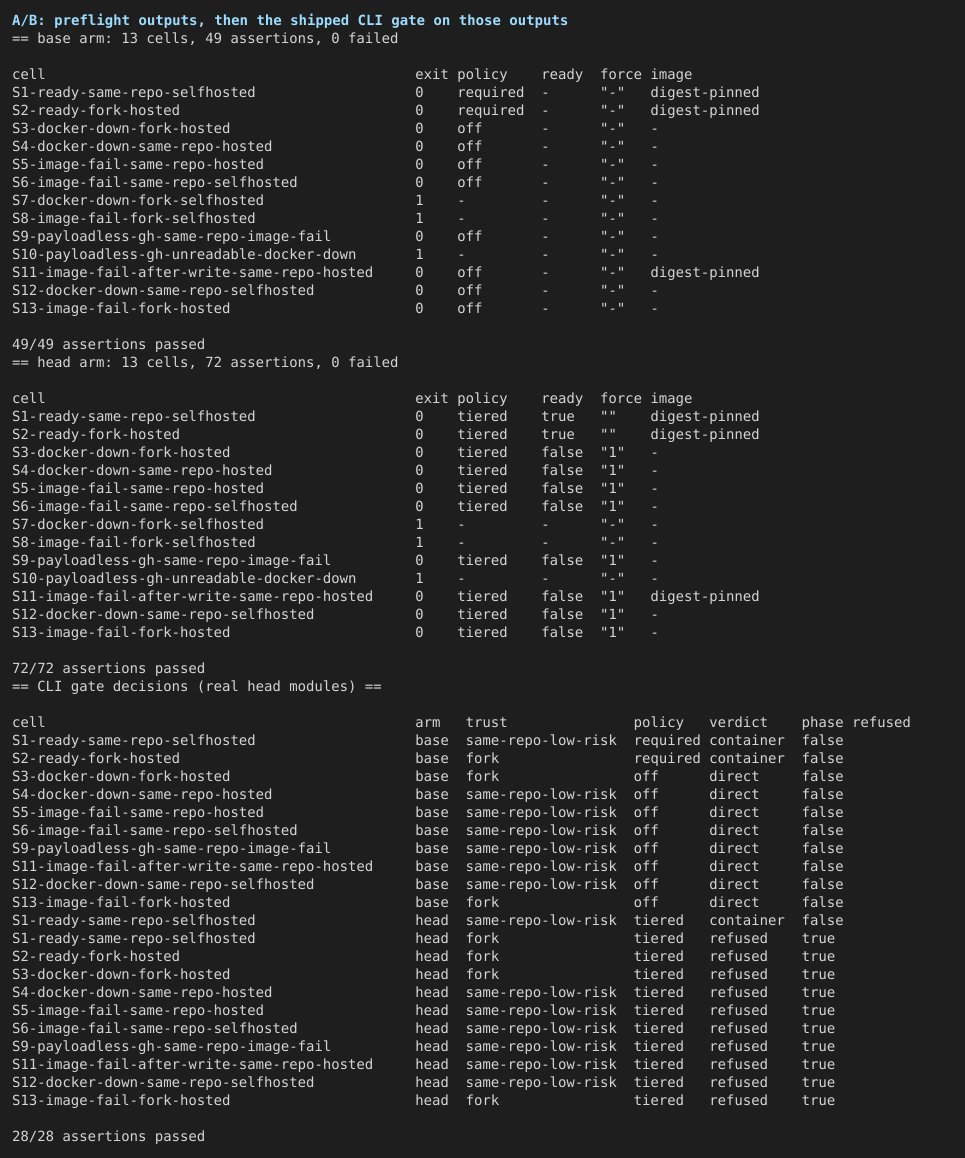 A/B: preflight outputs, then the shipped CLI gate on those outputs
== base arm: 13 cells, 49 assertions, 0 failed
cell exit policy ready force image
S1-ready-same-repo-selfhosted 0 required - "-" digest-pinned
S2-ready-fork-hosted 0 required - "-" digest-pinned
S3-docker-down-fork-hosted 0 off - "-" -
S4-docker-down-same-repo-hosted 0 off - "-" -
S5-image-fail-same-repo-hosted 0 off - "-" -
S6-image-fail-same-repo-selfhosted 0 off - "-" -
S7-docker-down-fork-selfhosted 1 - - "-" -
S8-image-fail-fork-selfhosted 1 - - "-" -
S9-payloadless-gh-same-repo-image-fail 0 off - "-" -
S10-payloadless-gh-unreadable-docker-down 1 - - "-" -
S11-image-fail-after-write-same-repo-hosted 0 off - "-" digest-pinned
S12-docker-down-same-repo-selfhosted 0 off - "-" -
S13-image-fail-fork-hosted 0 off - "-" -
49/49 assertions passed
== head arm: 13 cells, 72 assertions, 0 failed
cell exit policy ready force image
S1-ready-same-repo-selfhosted 0 tiered true "" digest-pinned
S2-ready-fork-hosted 0 tiered true "" digest-pinned
S3-docker-down-fork-hosted 0 tiered false "1" -
S4-docker-down-same-repo-hosted 0 tiered false "1" -
S5-image-fail-same-repo-hosted 0 tiered false "1" -
S6-image-fail-same-repo-selfhosted 0 tiered false "1" -
S7-docker-down-fork-selfhosted 1 - - "-" -
S8-image-fail-fork-selfhosted 1 - - "-" -
S9-payloadless-gh-same-repo-image-fail 0 tiered false "1" -
S10-payloadless-gh-unreadable-docker-down 1 - - "-" -
S11-image-fail-after-write-same-repo-hosted 0 tiered false "1" digest-pinned
S12-docker-down-same-repo-selfhosted 0 tiered false "1" -
S13-image-fail-fork-hosted 0 tiered false "1" -
72/72 assertions passed
== CLI gate decisions (real head modules) ==
cell arm trust policy verdict phase refused
S1-ready-same-repo-selfhosted base same-repo-low-risk required container false
S2-ready-fork-hosted base fork required container false
S3-docker-down-fork-hosted base fork off direct false
S4-docker-down-same-repo-hosted base same-repo-low-risk off direct false
S5-image-fail-same-repo-hosted base same-repo-low-risk off direct false
S6-image-fail-same-repo-selfhosted base same-repo-low-risk off direct false
S9-payloadless-gh-same-repo-image-fail base same-repo-low-risk off direct false
S11-image-fail-after-write-same-repo-hosted base same-repo-low-risk off direct false
S12-docker-down-same-repo-selfhosted base same-repo-low-risk off direct false
S13-image-fail-fork-hosted base fork off direct false
S1-ready-same-repo-selfhosted head same-repo-low-risk tiered container false
S1-ready-same-repo-selfhosted head fork tiered refused true
S2-ready-fork-hosted head fork tiered refused true
S3-docker-down-fork-hosted head fork tiered refused true
S4-docker-down-same-repo-hosted head same-repo-low-risk tiered refused true
S5-image-fail-same-repo-hosted head same-repo-low-risk tiered refused true
S6-image-fail-same-repo-selfhosted head same-repo-low-risk tiered refused true
S9-payloadless-gh-same-repo-image-fail head same-repo-low-risk tiered refused true
S11-image-fail-after-write-same-repo-hosted head same-repo-low-risk tiered refused true
S12-docker-down-same-repo-selfhosted head same-repo-low-risk tiered refused true
S13-image-fail-fork-hosted head fork tiered refused true
28/28 assertions passed